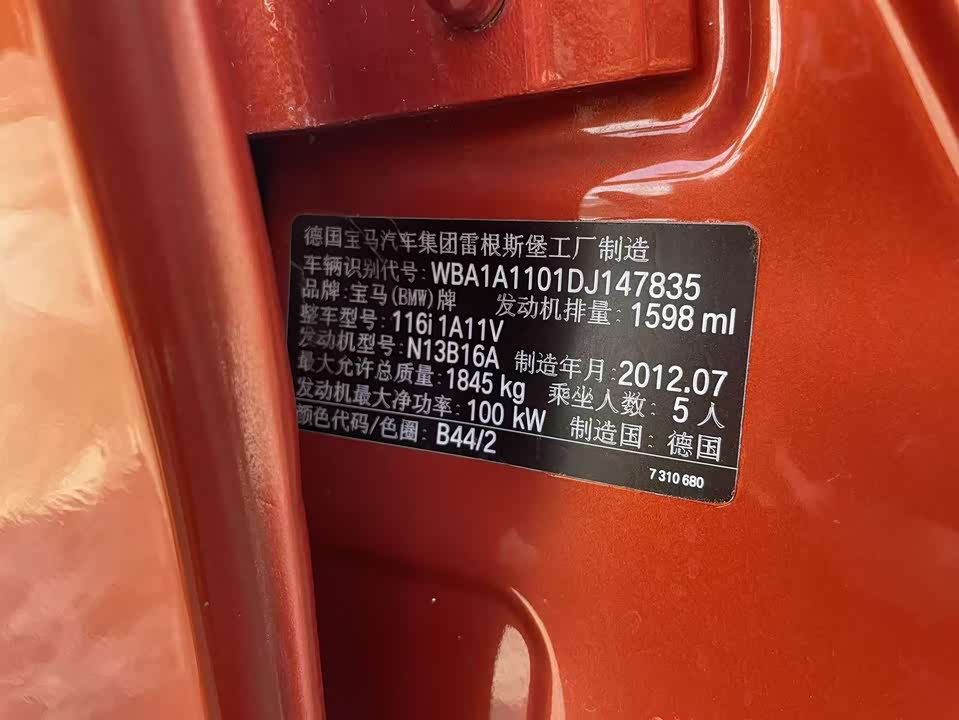 德国宝马汽车集团雷根斯堡工厂制造
车辆识别代号: WBA1A1101DJ147835
品牌: 宝马(BMW)牌 发动机排量: 1598 ml
整车型号: 116i 1A11V
发动机型号: N13B16A 制造年月: 2012.07
最大允许总质量: 1845 kg 乘坐人数: 5 人
发动机最大净功率: 100 kW 制造国: 德国
颜色代码/色圈: B44/2
7 310 680